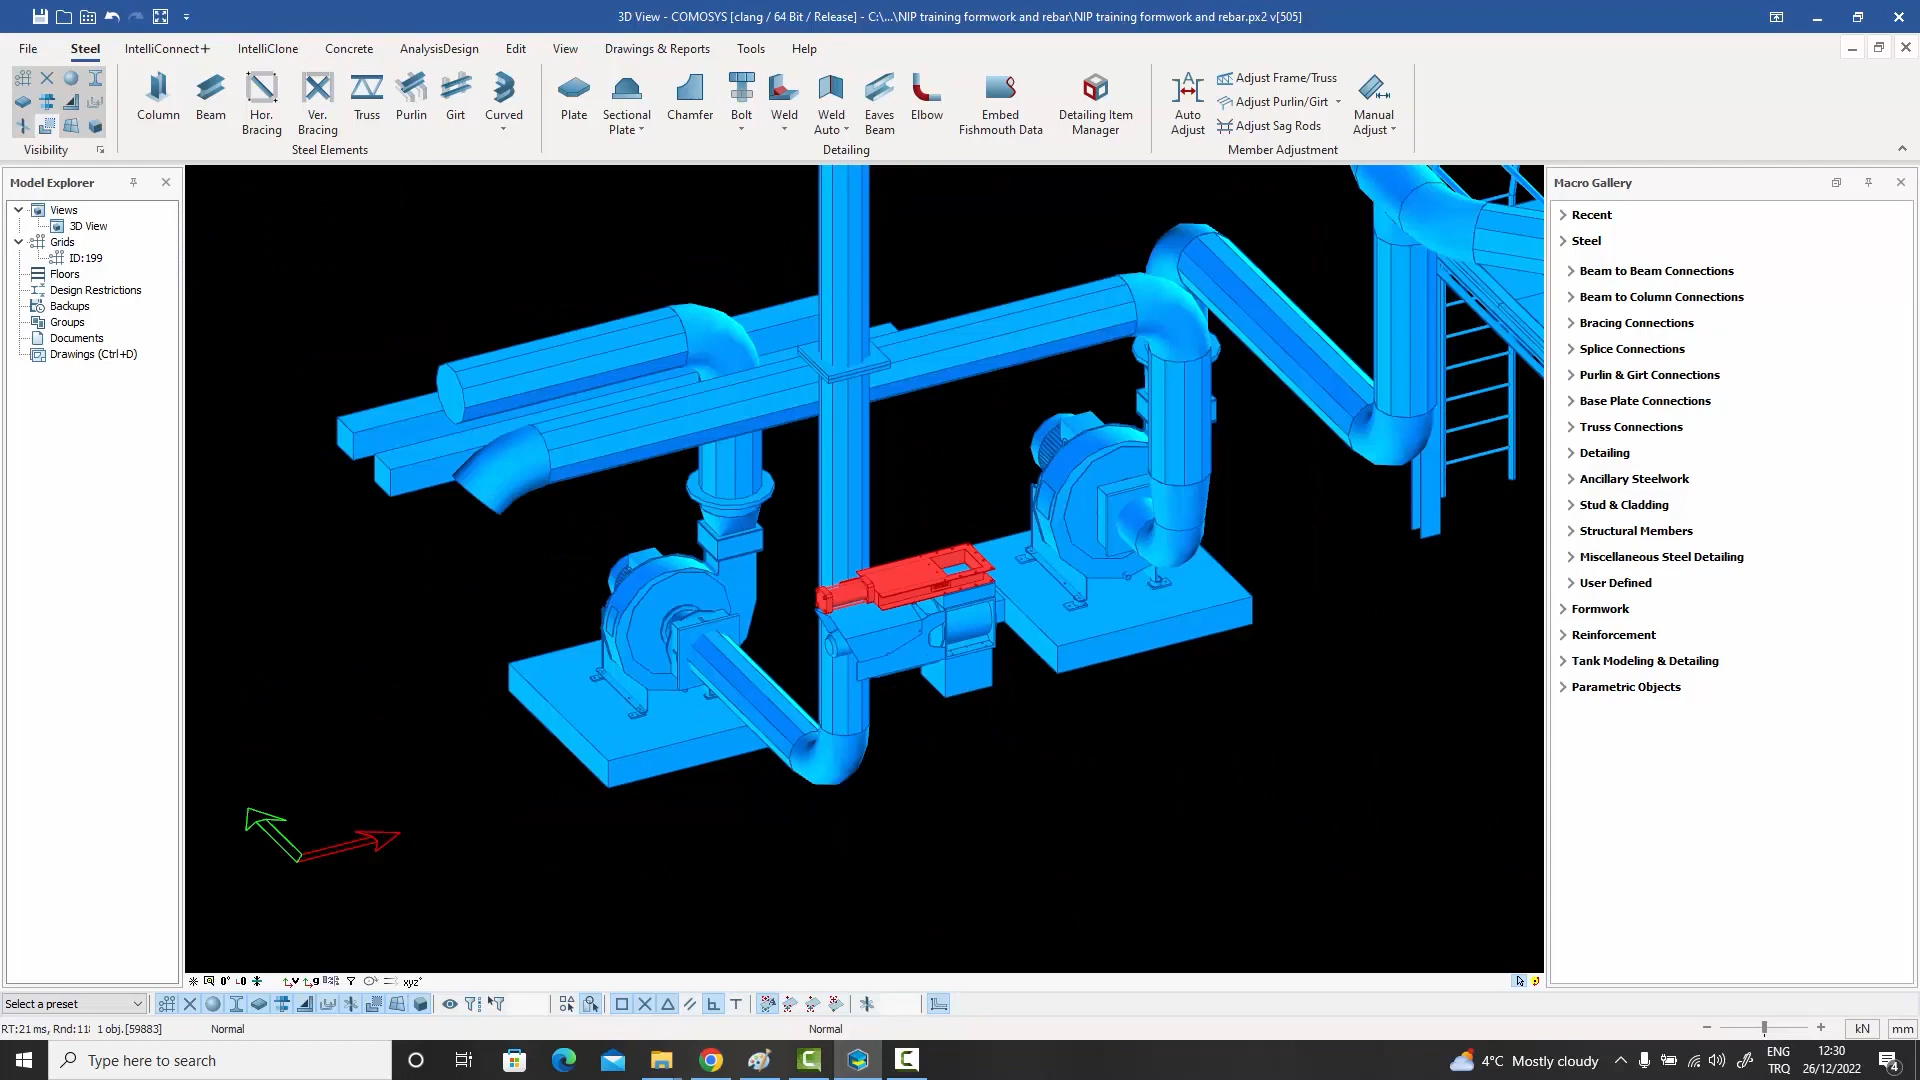 3D View - COMOSYS [clang / 64 Bit / Release] - C:\...\NIP training formwork and rebar\NIP training formwork and rebar.px2 v[505]
File Steel IntelliConnect+ IntelliClone Concrete AnalysisDesign Edit View Drawings & Reports Tools Help
Column
Beam
Hor.
Bracing
Ver.
Bracing
Truss
Purlin
Girt
Curved
Plate
Sectional
Plate
Chamfer
Bolt
Weld
Weld
Auto
Eaves
Beam
Elbow
Embed
Fishmouth Data
Detailing Item
Manager
Auto
Adjust
Adjust Frame/Truss
Adjust Purlin/Girt
Adjust Sag Rods
Manual
Adjust
Visibility
Steel Elements
Detailing
Member Adjustment
Model Explorer
Views
3D View
Grids
ID:199
Floors
Design Restrictions
Backups
Groups
Documents
Drawings (Ctrl+D)
Macro Gallery
Recent
Steel
Beam to Beam Connections
Beam to Column Connections
Bracing Connections
Splice Connections
Purlin & Girt Connections
Base Plate Connections
Truss Connections
Detailing
Ancillary Steelwork
Stud & Cladding
Structural Members
Miscellaneous Steel Detailing
User Defined
Formwork
Reinforcement
Tank Modeling & Detailing
Parametric Objects
Select a preset
RT:21 ms, Rnd:11 1 obj.[59883] Normal Normal kN mm
Type here to search
4°C Mostly cloudy
ENG
TRQ
12:30
26/12/2022
4